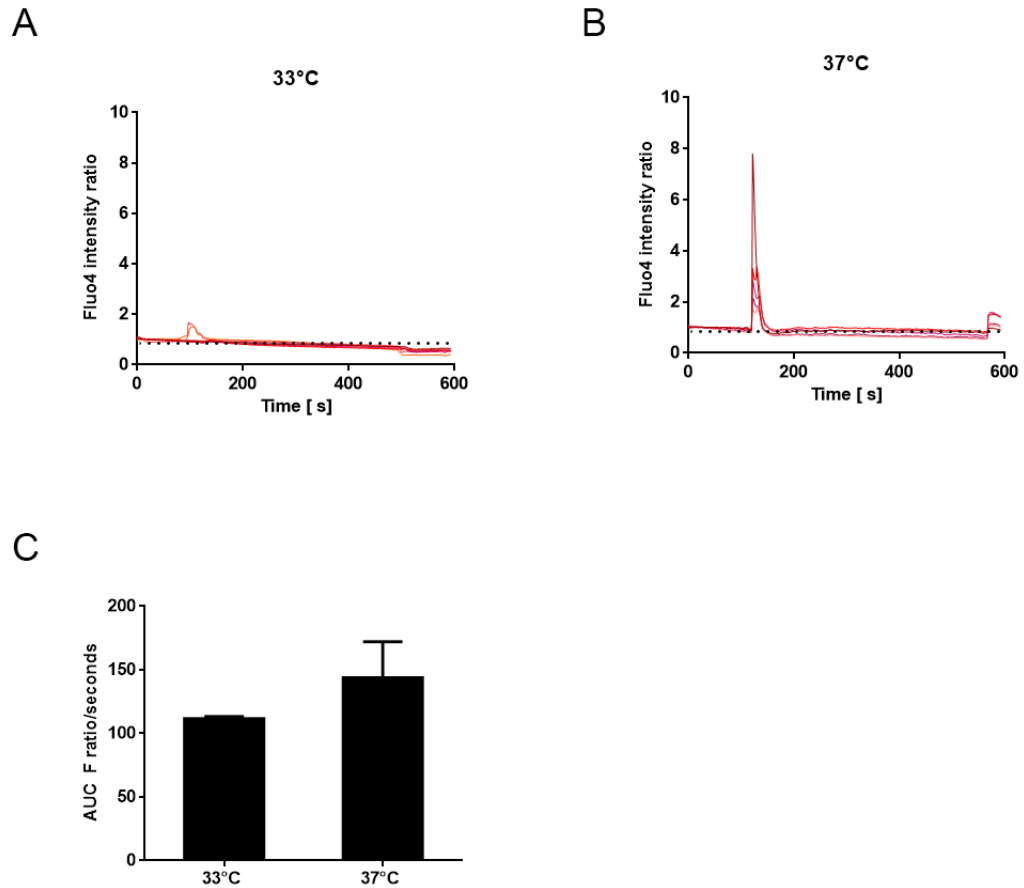 A
33°C
10
8
6
4
2
0
Fluo4 intensity ratio
0 200 400 600
Time [ s]
B
37°C
10
8
6
4
2
0
Fluo4 intensity ratio
0 200 400 600
Time [ s]
C
200
150
100
50
0
AUC F ratio/seconds
33°C 37°C